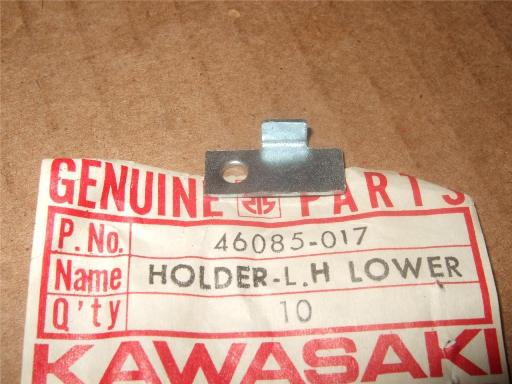 GENUINE PARTS
P. No. 46085-017
Name HOLDER-L.H LOWER
Q'ty 10
KAWASAKI